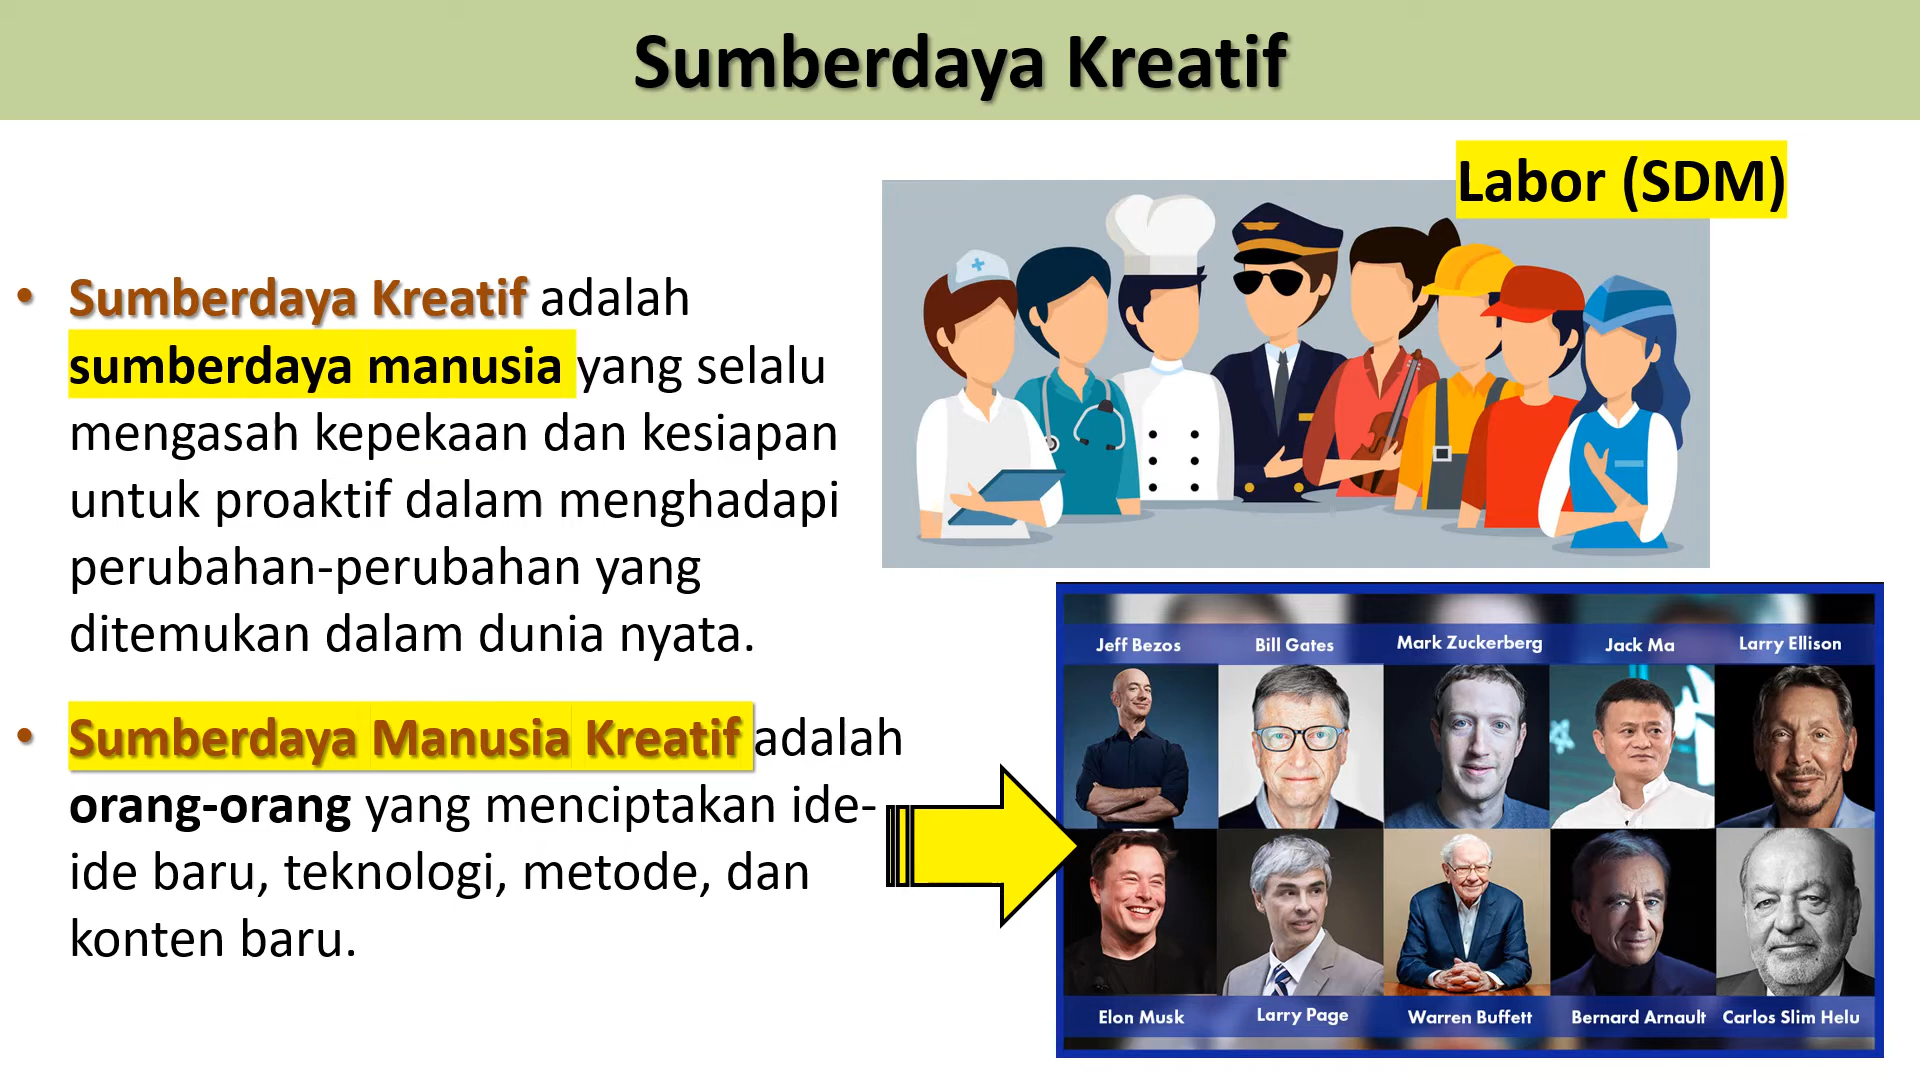 Sumberdaya Kreatif
Labor (SDM)
• Sumberdaya Kreatif adalah
sumberdaya manusia yang selalu
mengasah kepekaan dan kesiapan
untuk proaktif dalam menghadapi
perubahan-perubahan yang
ditemukan dalam dunia nyata.
• Sumberdaya Manusia Kreatif adalah
orang-orang yang menciptakan ide-
ide baru, teknologi, metode, dan
konten baru.
Jeff Bezos Bill Gates Mark Zuckerberg Jack Ma Larry Ellison
Elon Musk Larry Page Warren Buffett Bernard Arnault Carlos Slim Helu